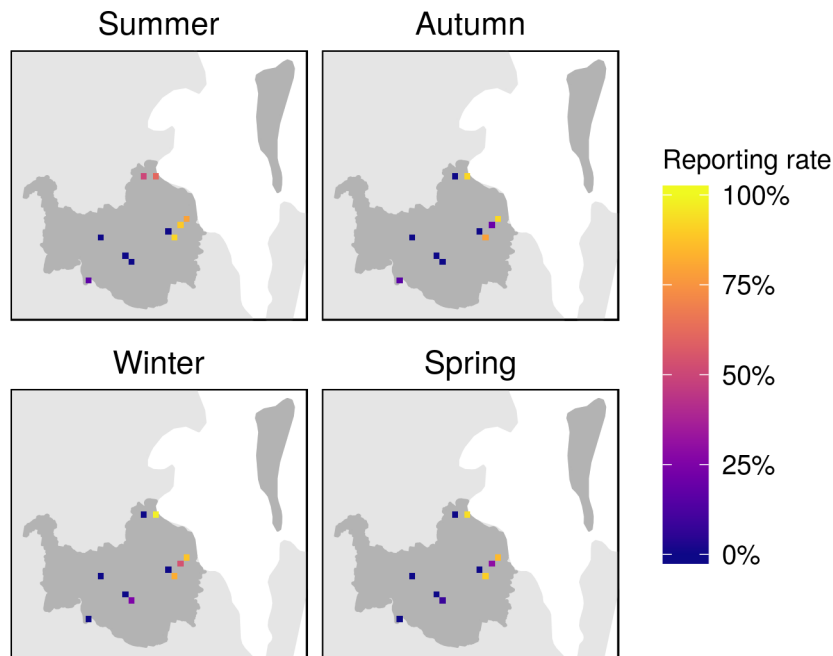 Summer
Autumn
Reporting rate
100%
75%
50%
25%
0%
Winter
Spring